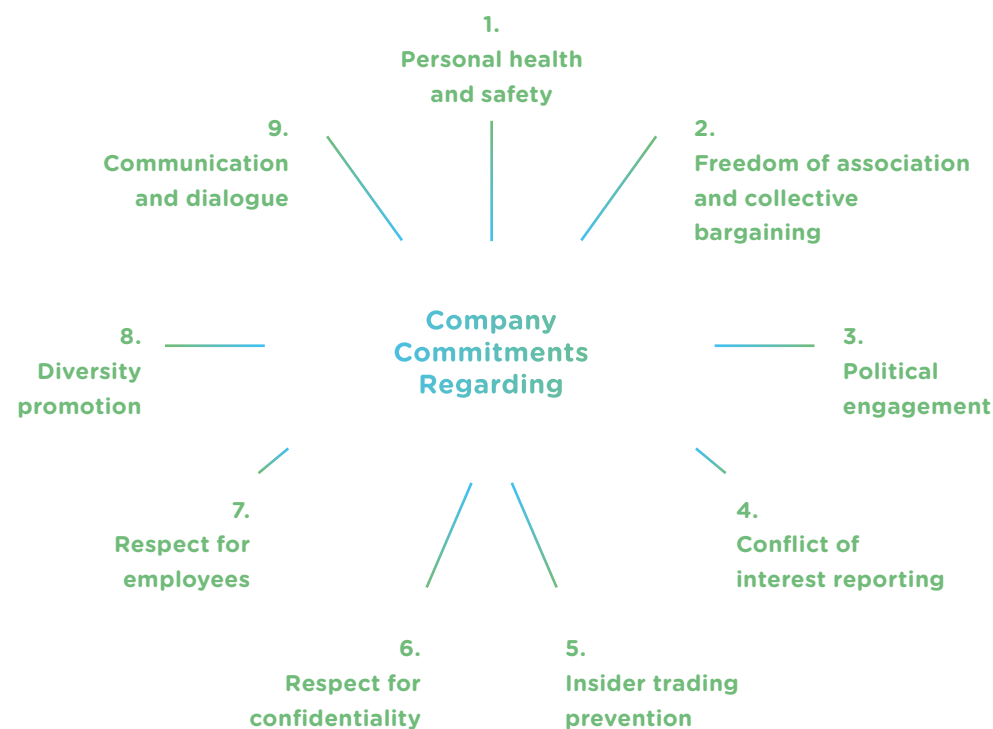 1.
Personal health
and safety
2.
Freedom of association
and collective
bargaining
3.
Political
engagement
4.
Conflict of
interest reporting
5.
Insider trading
prevention
6.
Respect for
confidentiality
7.
Respect for
employees
8.
Diversity
promotion
9.
Communication
and dialogue
Company
Commitments
Regarding